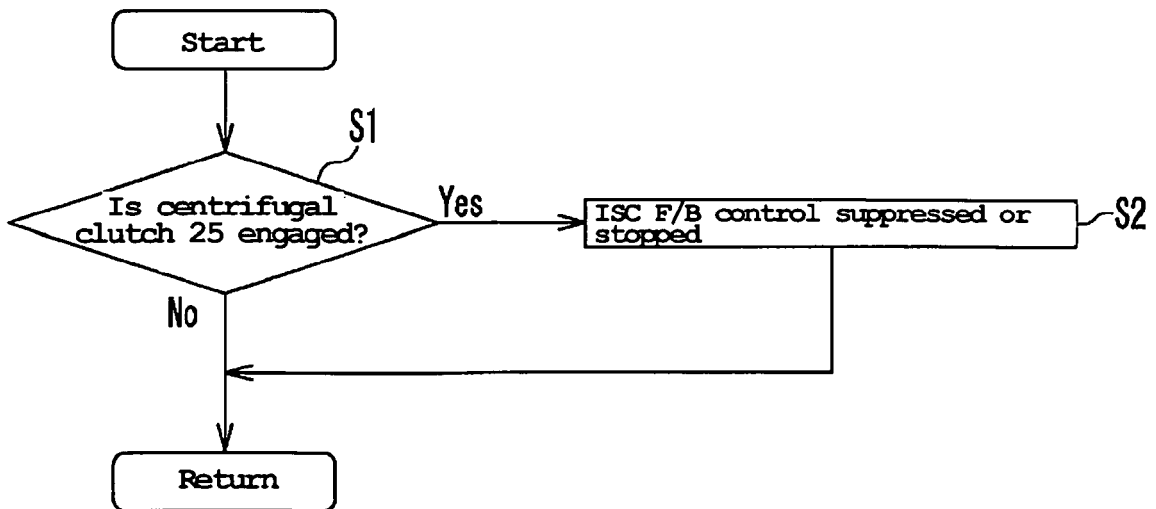 Start
S1
Is centrifugal
clutch 25 engaged?
Yes
ISC F/B control suppressed or
stopped
S2
No
Return